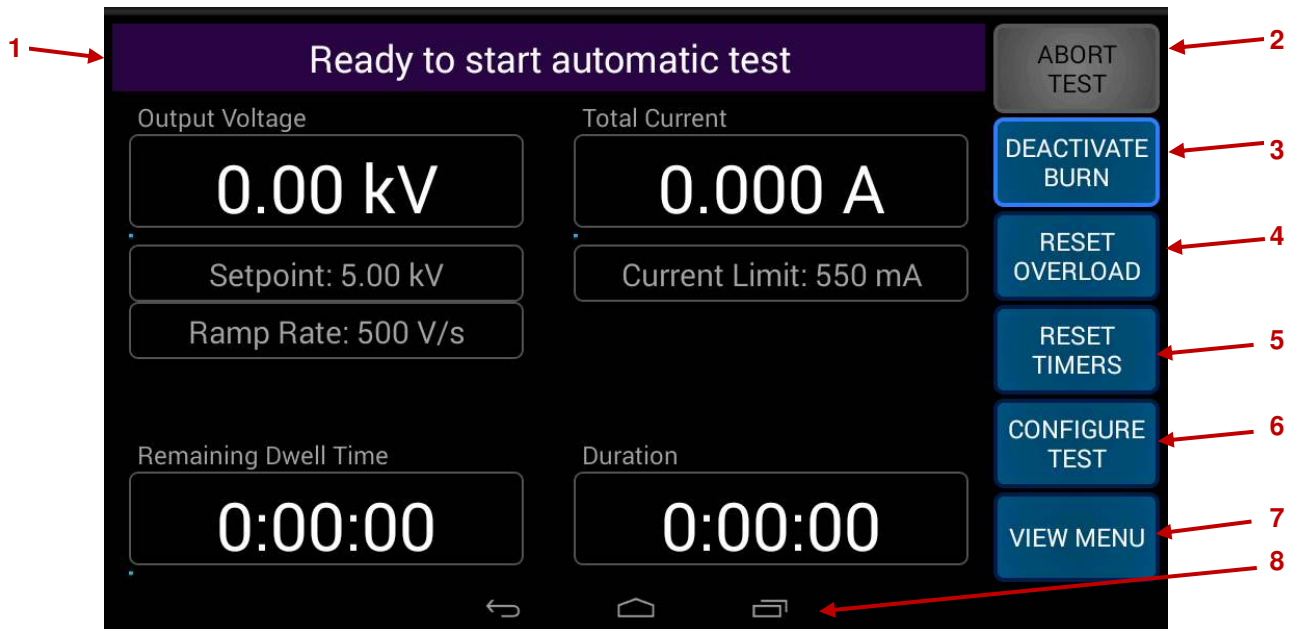 1
Ready to start automatic test
ABORT
TEST
2
Output Voltage
Total Current
0.00 kV
0.000 A
DEACTIVATE
BURN
3
Setpoint: 5.00 kV
Current Limit: 550 mA
RESET
OVERLOAD
4
Ramp Rate: 500 V/s
RESET
TIMERS
5
Remaining Dwell Time
Duration
CONFIGURE
TEST
6
0:00:00
0:00:00
VIEW MENU
7
8